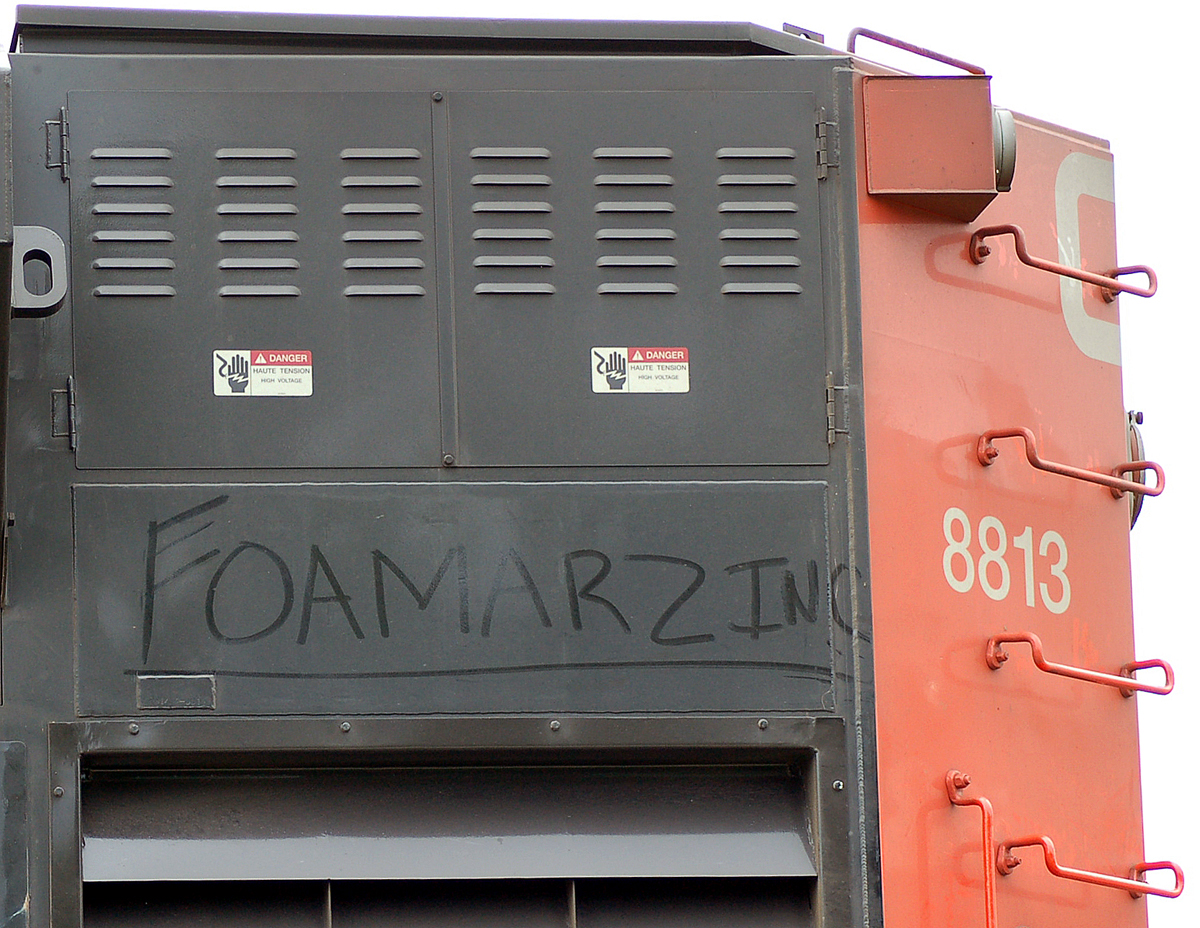 DANGER
HAUTE TENSION
HIGH VOLTAGE
DANGER
HAUTE TENSION
HIGH VOLTAGE
8813
FOAMARZINC